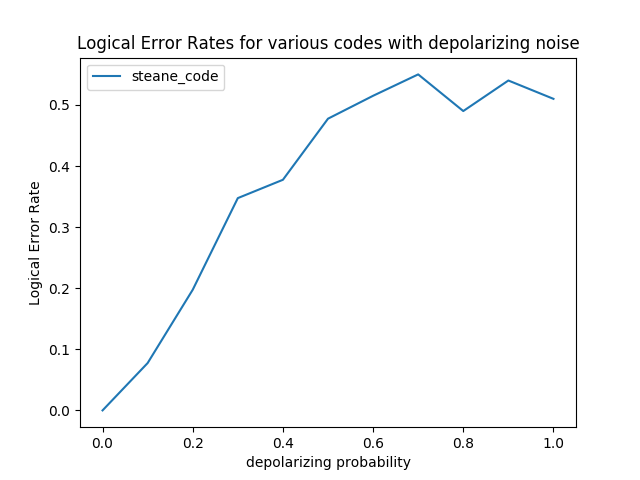 Logical Error Rates for various codes with depolarizing noise
steane_code
0.5
0.4
0.3
0.2
0.1
0.0
Logical Error Rate
0.0 0.2 0.4 0.6 0.8 1.0
depolarizing probability